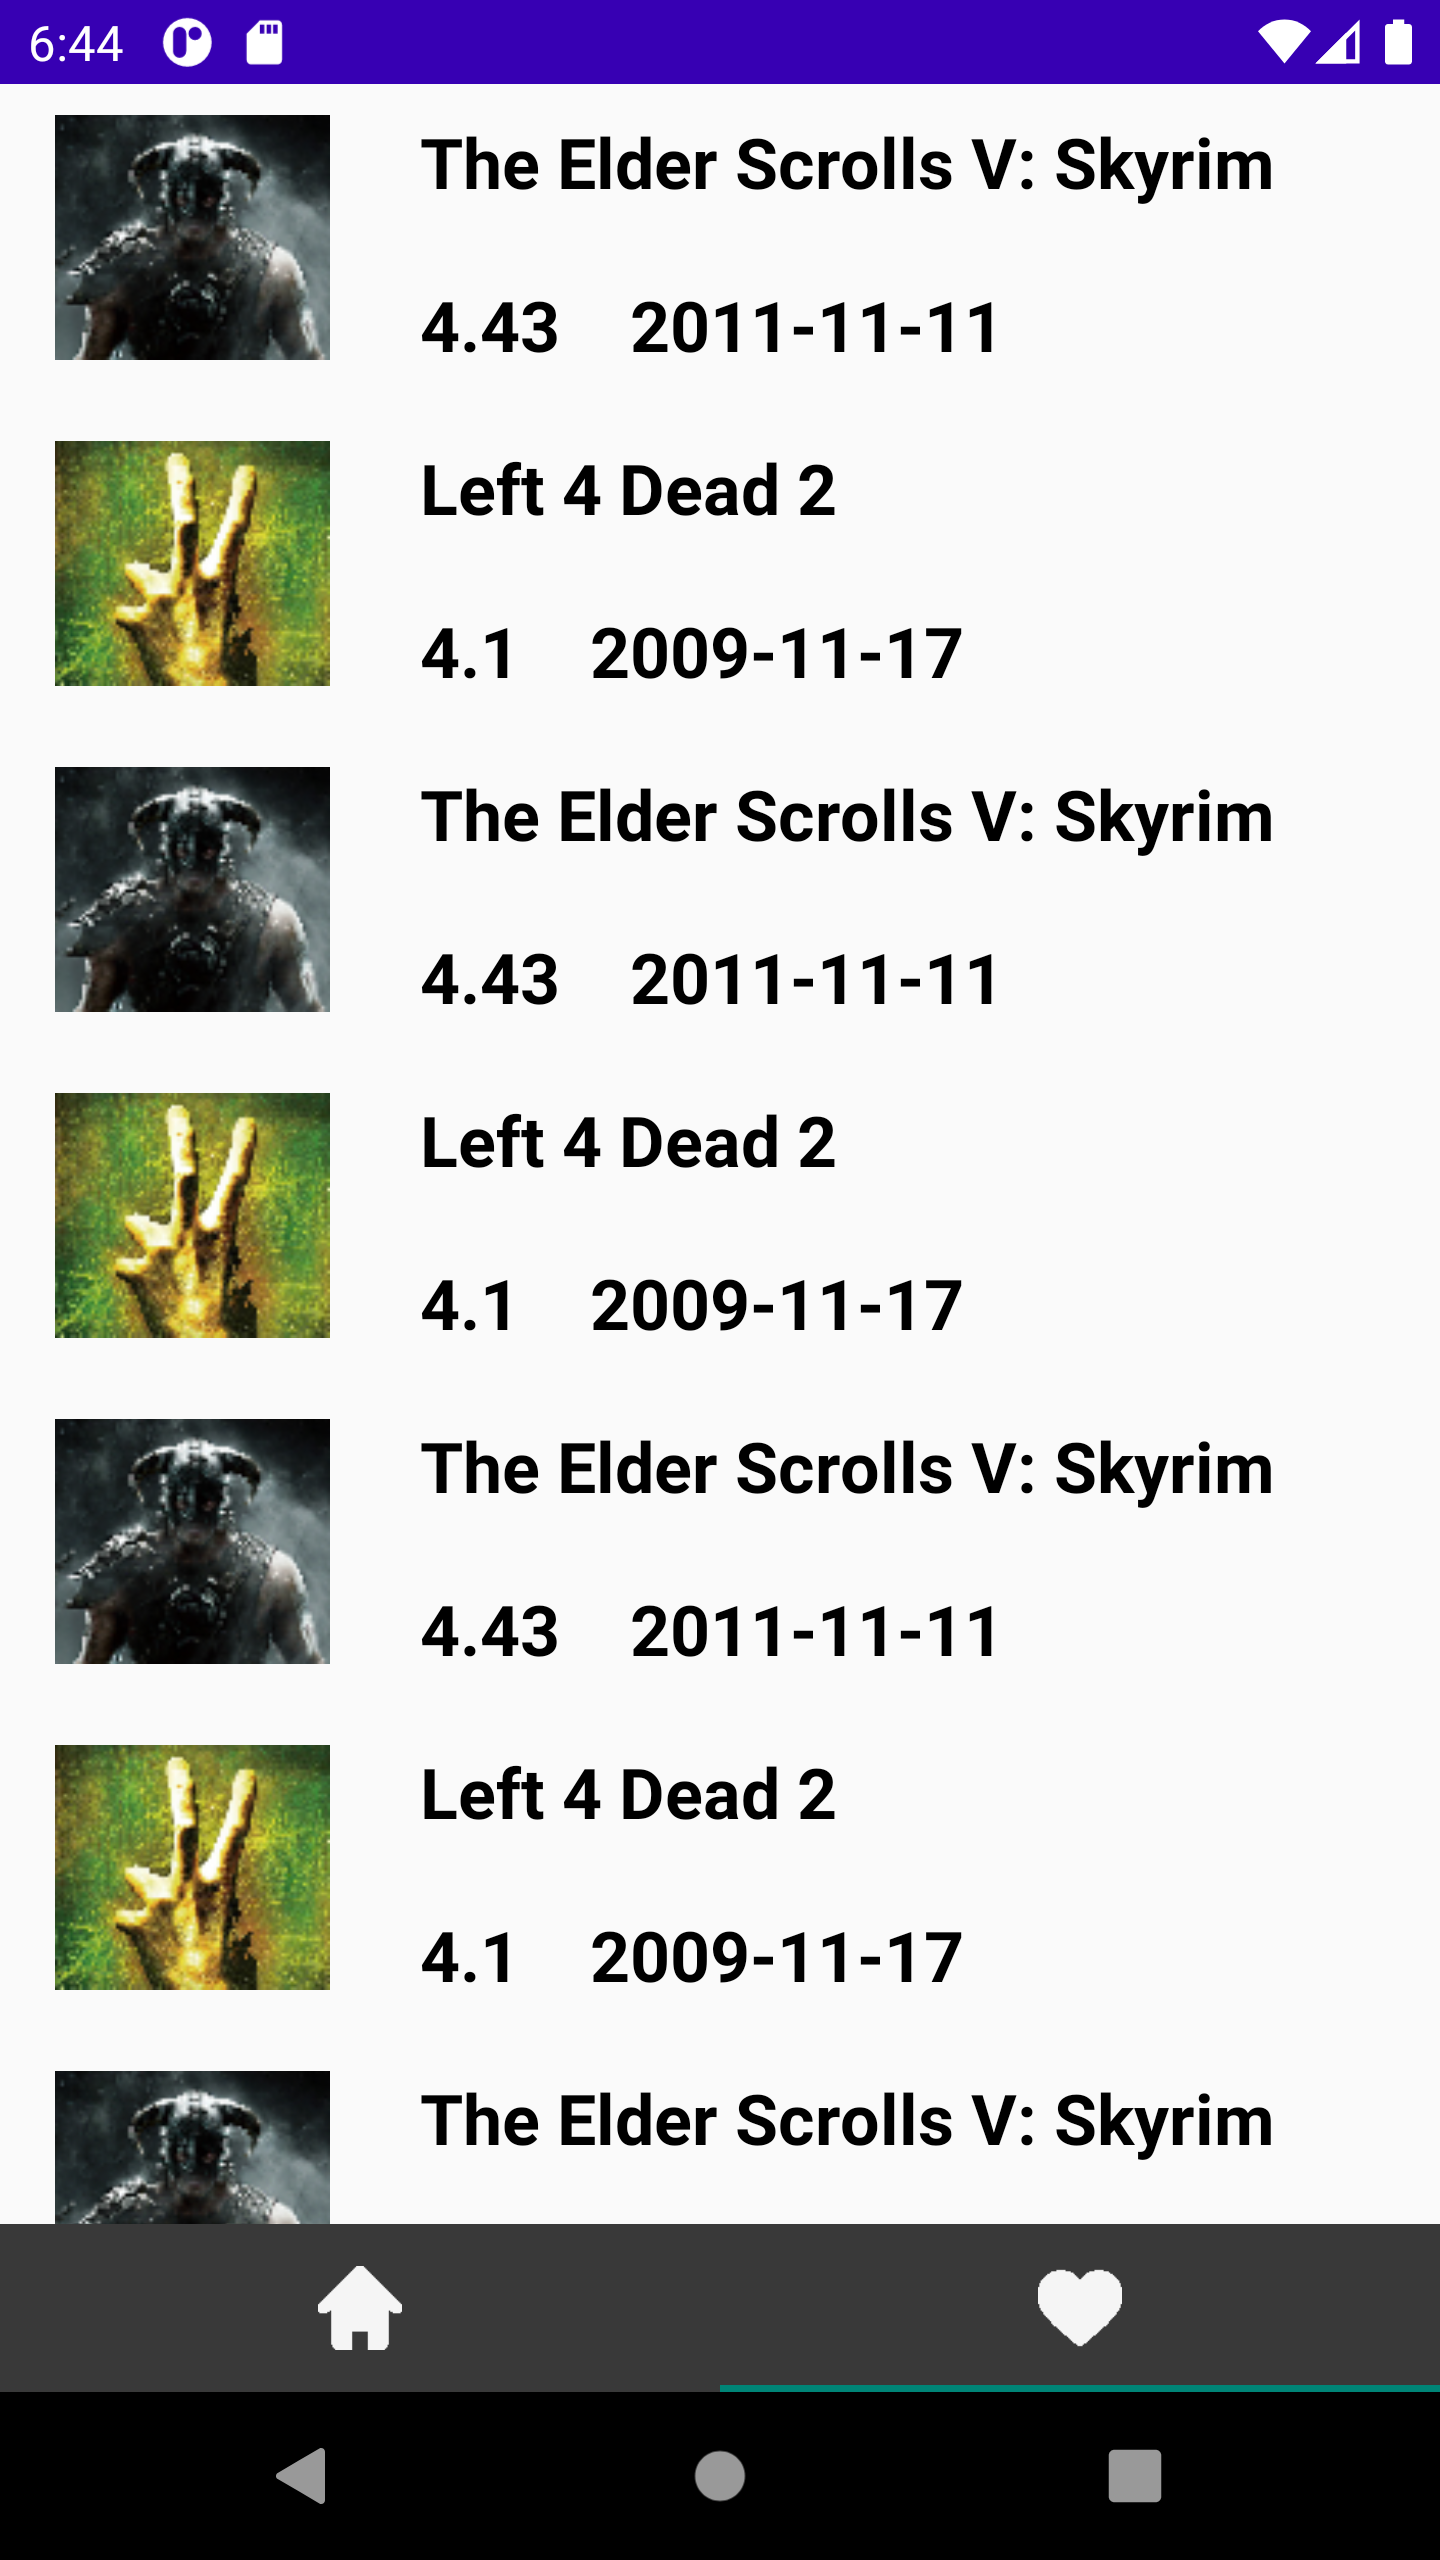 6:44
The Elder Scrolls V: Skyrim
4.43 2011-11-11
Left 4 Dead 2
4.1 2009-11-17
The Elder Scrolls V: Skyrim
4.43 2011-11-11
Left 4 Dead 2
4.1 2009-11-17
The Elder Scrolls V: Skyrim
4.43 2011-11-11
Left 4 Dead 2
4.1 2009-11-17
The Elder Scrolls V: Skyrim